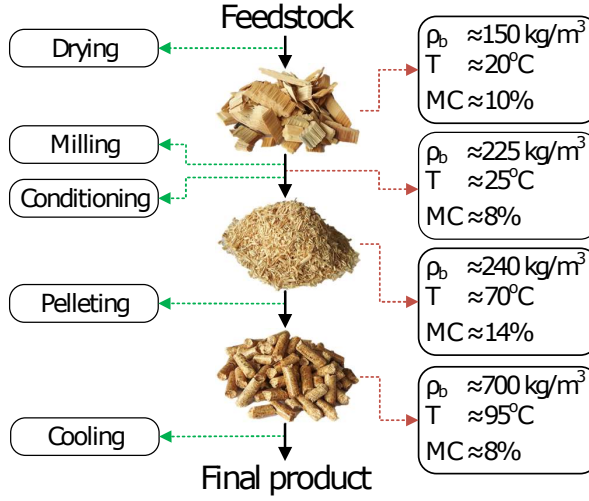 Feedstock
Drying
ρb ≈150 kg/m³
T ≈20°C
MC ≈10%
Milling
Conditioning
ρb ≈225 kg/m³
T ≈25°C
MC ≈8%
ρb ≈240 kg/m³
T ≈70°C
MC ≈14%
Pelleting
ρb ≈700 kg/m³
T ≈95°C
MC ≈8%
Cooling
Final product